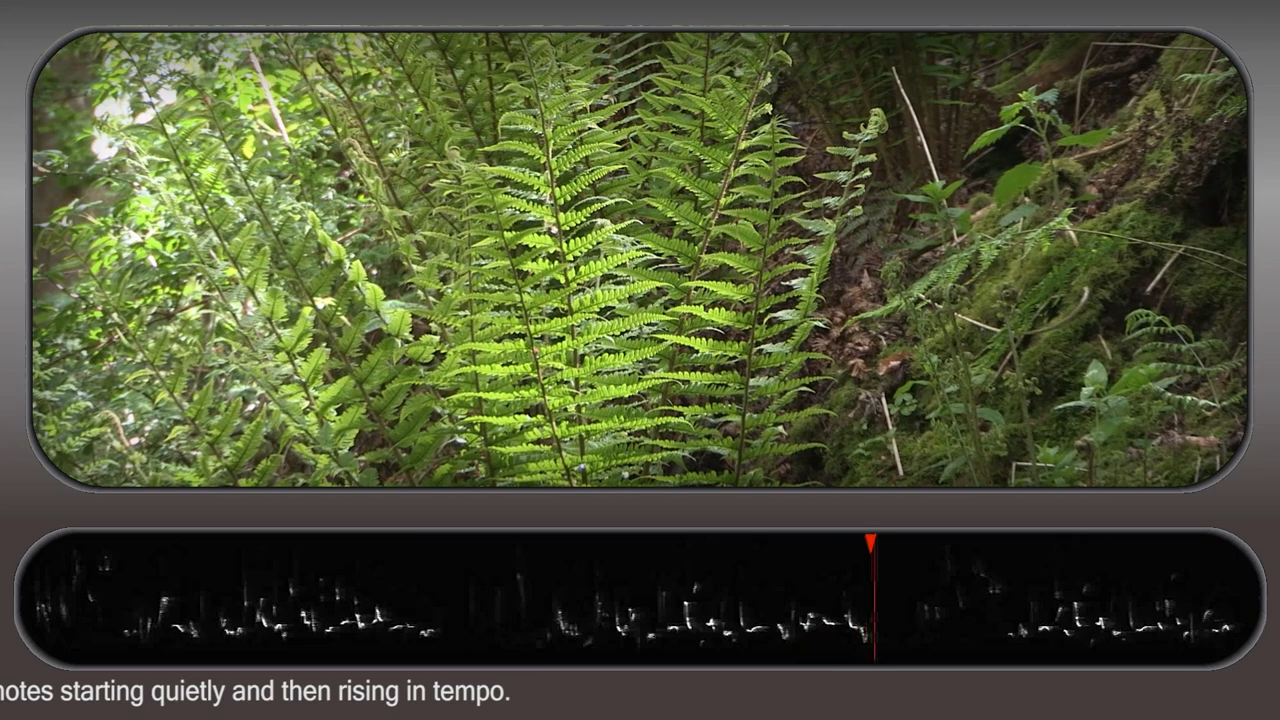 notes starting quietly and then rising in tempo.